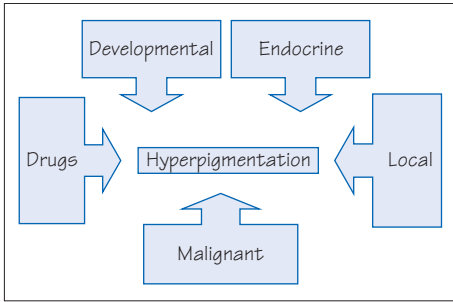 Developmental
Endocrine
Drugs
Hyperpigmentation
Local
Malignant